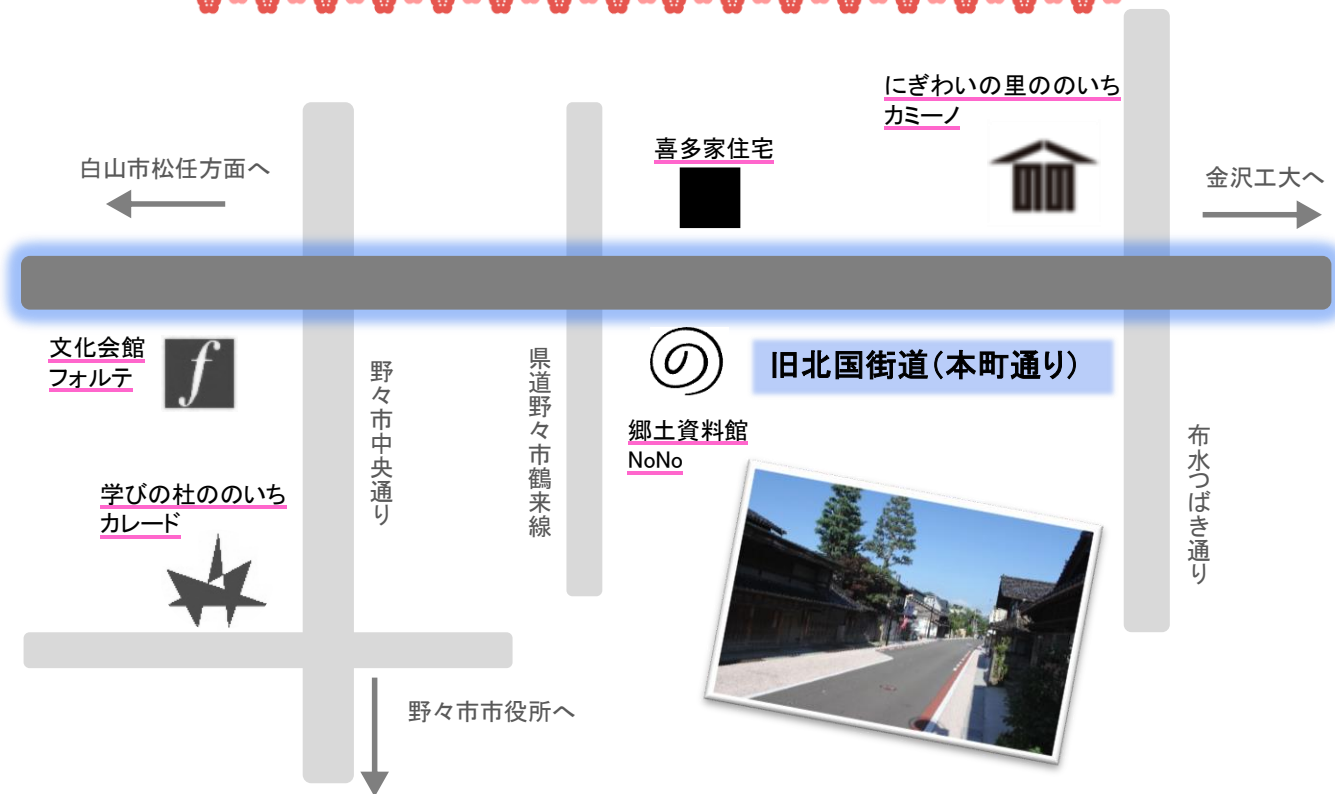 にぎわいの里ののいち
カミーノ
喜多家住宅
白山市松任方面へ
金沢工大へ
文化会館
フォルテ
f
野々市中央通り
県道野々市鶴来線
の
旧北国街道(本町通り)
郷土資料館
NoNo
布水つばき通り
学びの杜ののいち
カレード
野々市市役所へ